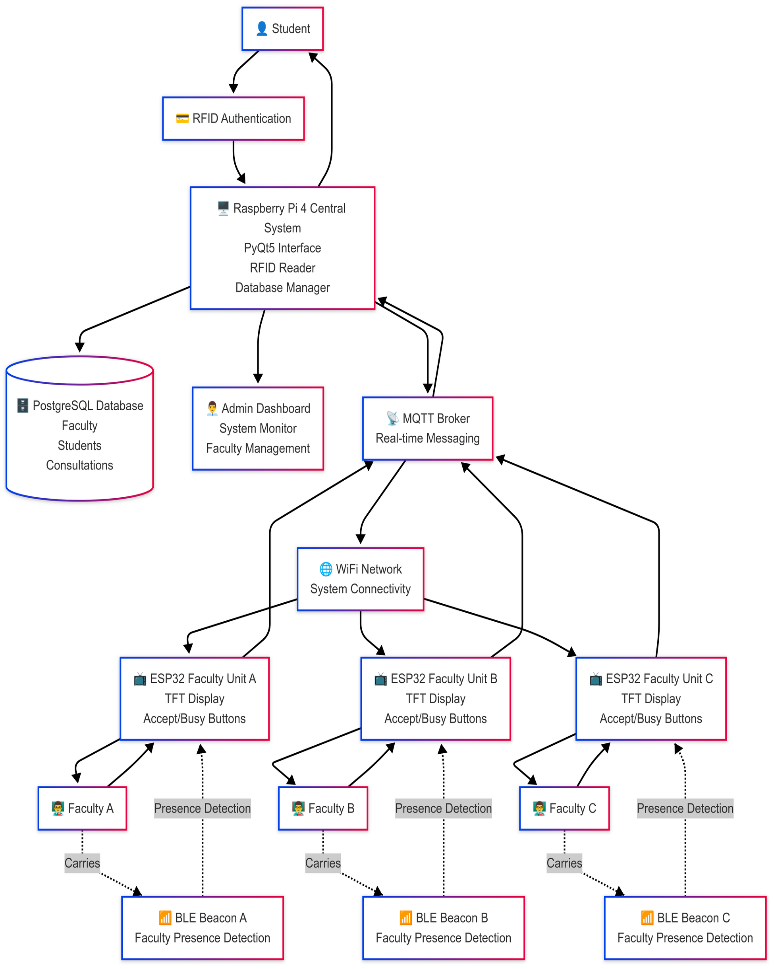 Student
RFID Authentication
Raspberry Pi 4 Central
System
PyQt5 Interface
RFID Reader
Database Manager
PostgreSQL Database
Faculty
Students
Consultations
Admin Dashboard
System Monitor
Faculty Management
MQTT Broker
Real-time Messaging
WiFi Network
System Connectivity
ESP32 Faculty Unit A
TFT Display
Accept/Busy Buttons
ESP32 Faculty Unit B
TFT Display
Accept/Busy Buttons
ESP32 Faculty Unit C
TFT Display
Accept/Busy Buttons
Faculty A
Presence Detection
Faculty B
Presence Detection
Faculty C
Presence Detection
Carries
Carries
Carries
BLE Beacon A
Faculty Presence Detection
BLE Beacon B
Faculty Presence Detection
BLE Beacon C
Faculty Presence Detection